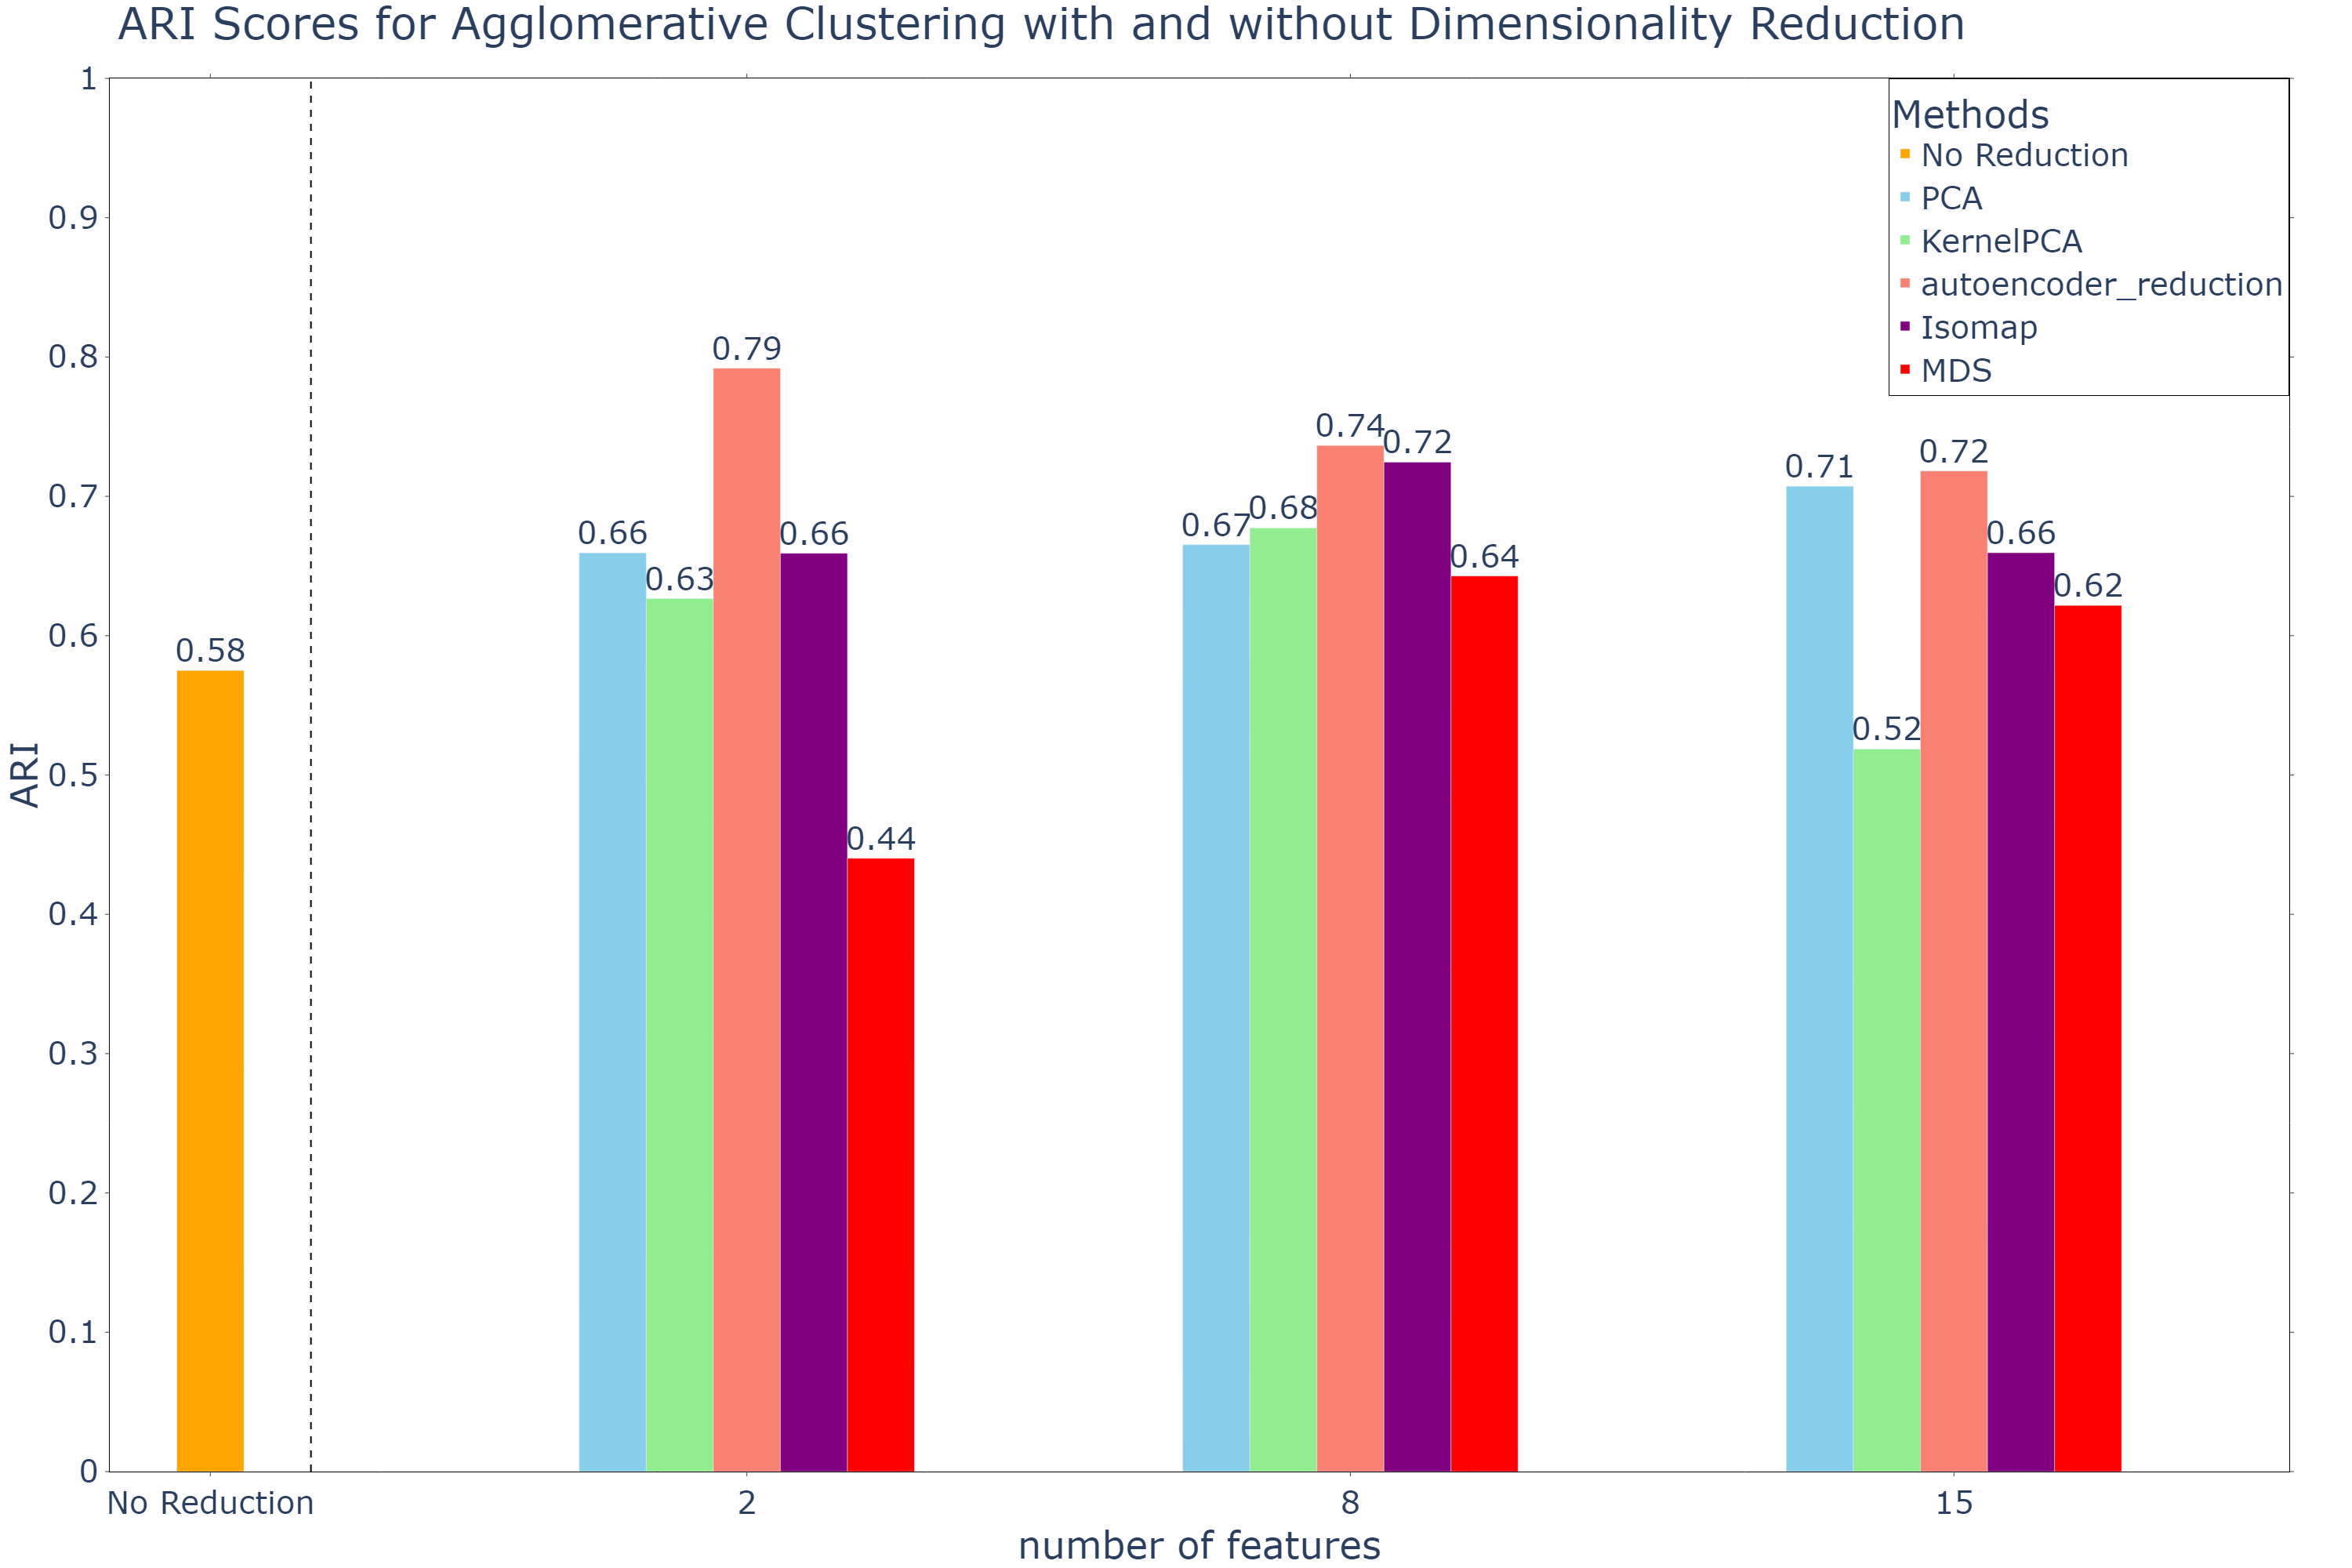 ARI Scores for Agglomerative Clustering with and without Dimensionality Reduction
Methods
No Reduction
PCA
KernelPCA
autoencoder_reduction
Isomap
MDS
ARI
1
0.9
0.8
0.7
0.6
0.5
0.4
0.3
0.2
0.1
0
0.58
0.66
0.63
0.79
0.66
0.44
0.67
0.68
0.74
0.72
0.64
0.71
0.52
0.72
0.66
0.62
No Reduction
2
8
15
number of features